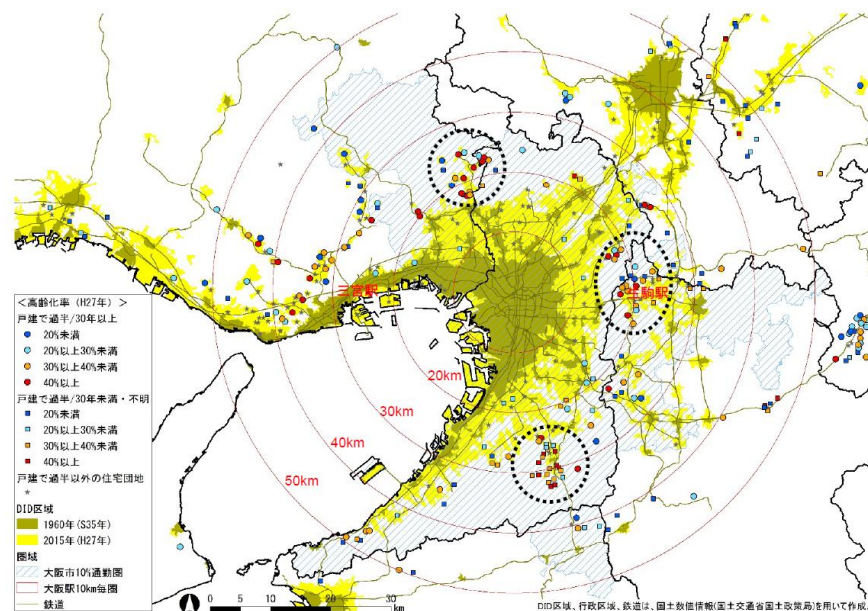 三宮駅
生駒駅
20km
30km
40km
50km
<高齢化率（H27年）>
戸建で過半/30年以上
20%未満
20%以上30%未満
30%以上40%未満
40%以上
戸建で過半/30年未満・不明
20%未満
20%以上30%未満
30%以上40%未満
40%以上
戸建で過半以外の住宅団地
DID区域
1960年（S35年）
2015年（H27年）
圏域
大阪市10%通勤圏
大阪駅10km毎圏
鉄道
0 5 10 20 30
km
DID区域、行政区域、鉄道は、国土数値情報(国土交通省国土政策局)を用いて作成